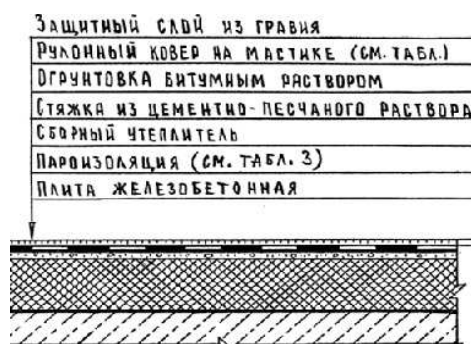 ЗАЩИТНЫЙ СЛОЙ ИЗ ГРАВИЯ
РУЛОННЫЙ КОВЕР НА МАСТИКЕ (СМ. ТАБЛ.)
ОГРУНТОВКА БИТУМНЫМ РАСТВОРОМ
СТЯЖКА ИЗ ЦЕМЕНТНО-ПЕСЧАНОГО РАСТВОРА
СБОРНЫЙ УТЕПЛИТЕЛЬ
ПАРОИЗОЛЯЦИЯ (СМ. ТАБЛ. 3)
ПЛИТА ЖЕЛЕЗОБЕТОННАЯ